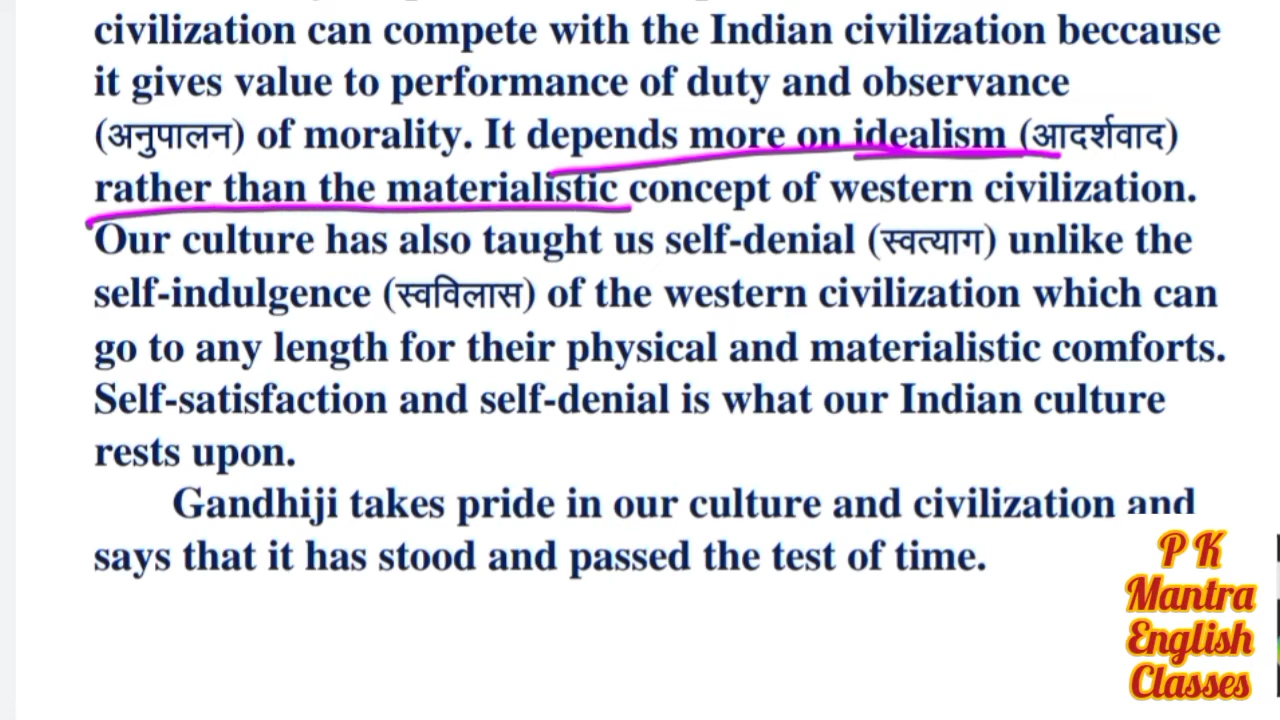 civilization can compete with the Indian civilization beccause
it gives value to performance of duty and observance
(अनुपालन) of morality. It depends more on idealism (आदर्शवाद)
rather than the materialistic concept of western civilization.
Our culture has also taught us self-denial (स्वत्याग) unlike the
self-indulgence (स्वविलास) of the western civilization which can
go to any length for their physical and materialistic comforts.
Self-satisfaction and self-denial is what our Indian culture
rests upon.
Gandhiji takes pride in our culture and civilization and
says that it has stood and passed the test of time.
P K
Mantra
English
Classes